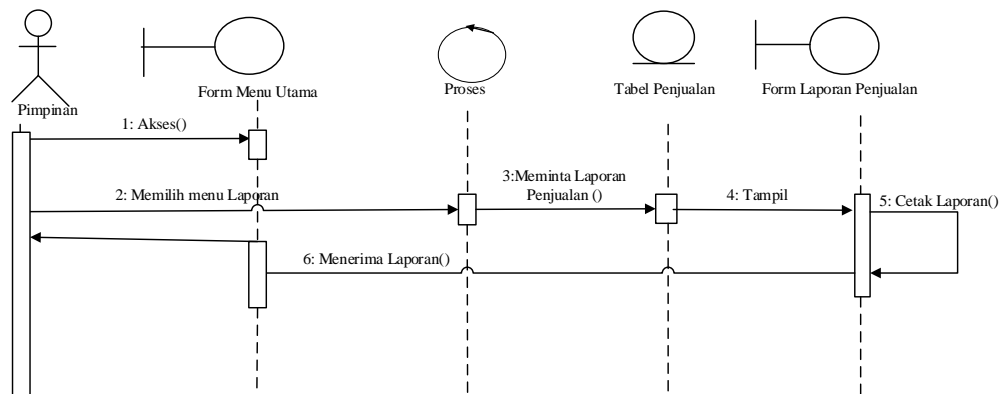 Pimpinan
Form Menu Utama
Proses
Tabel Penjualan
Form Laporan Penjualan
1: Akses()
2: Memilih menu Laporan
3:Meminta Laporan
Penjualan ()
4: Tampil
5: Cetak Laporan()
6: Menerima Laporan()